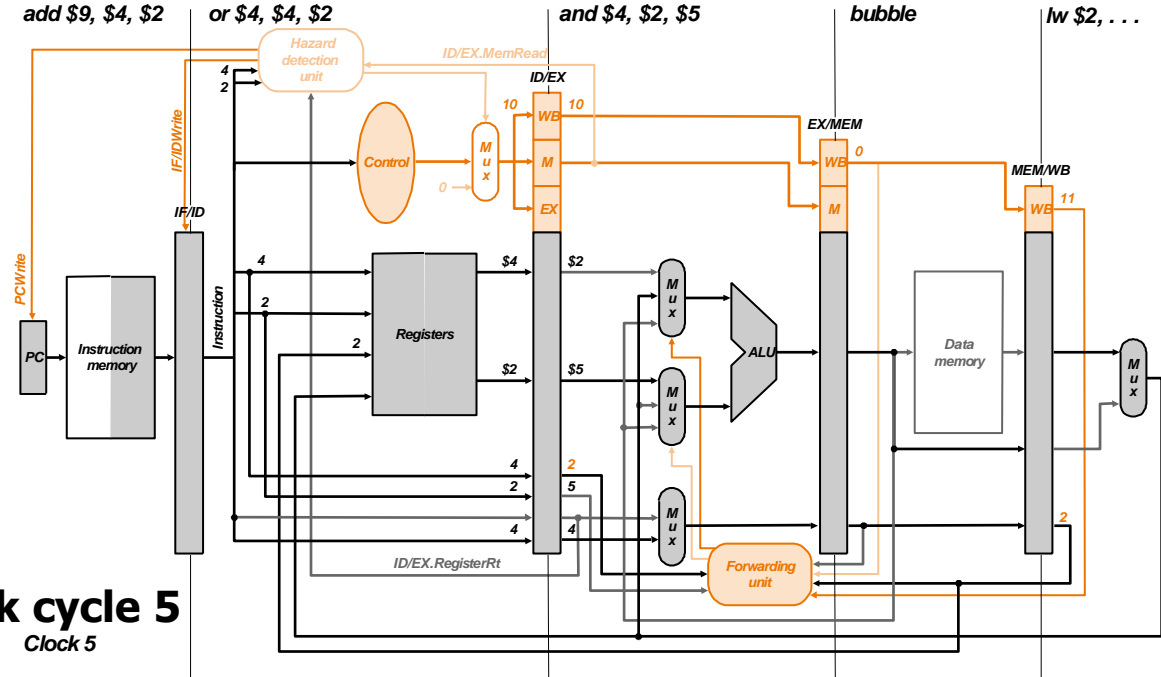 add $9, $4, $2
or $4, $4, $2
and $4, $2, $5
bubble
lw $2, . . .
Hazard
detection
unit
ID/EX.MemRead
ID/EX
4
2
10
WB
10
EX/MEM
IF/IDWrite
Control
M
u
x
M
WB
0
MEM/WB
0
EX
M
WB
11
IF/ID
PCWrite
Instruction
4
$4
$2
M
u
x
2
PC
Instruction
memory
Registers
2
ALU
Data
memory
M
u
x
$2
$5
M
u
x
4
2
2
5
4
4
M
u
x
2
ID/EX.RegisterRt
Forwarding
unit
k cycle 5
Clock 5